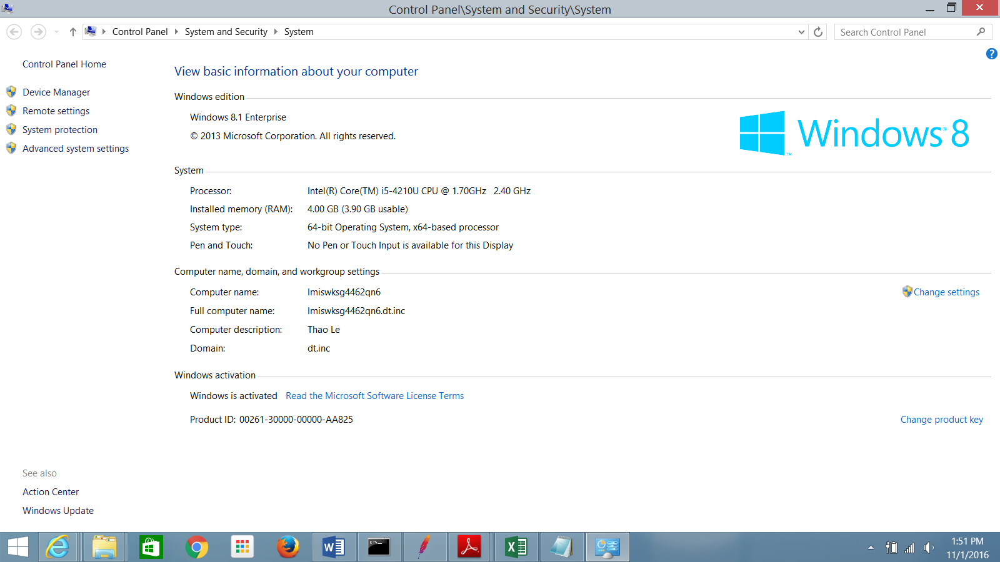 Control Panel\System and Security\System
Control Panel System and Security System
Search Control Panel
Control Panel Home
Device Manager
Remote settings
System protection
Advanced system settings
View basic information about your computer
Windows edition
Windows 8.1 Enterprise
© 2013 Microsoft Corporation. All rights reserved.
Windows® 8
™
System
Processor: Intel(R) Core(TM) i5-4210U CPU @ 1.70GHz 2.40 GHz
Installed memory (RAM): 4.00 GB (3.90 GB usable)
System type: 64-bit Operating System, x64-based processor
Pen and Touch: No Pen or Touch Input is available for this Display
Computer name, domain, and workgroup settings
Computer name: lmiswksg4462qn6
Change settings
Full computer name: lmiswksg4462qn6.dt.inc
Computer description: Thao Le
Domain: dt.inc
Windows activation
Windows is activated Read the Microsoft Software License Terms
Product ID: 00261-30000-00000-AA825
Change product key
See also
Action Center
Windows Update
1:51 PM
11/1/2016